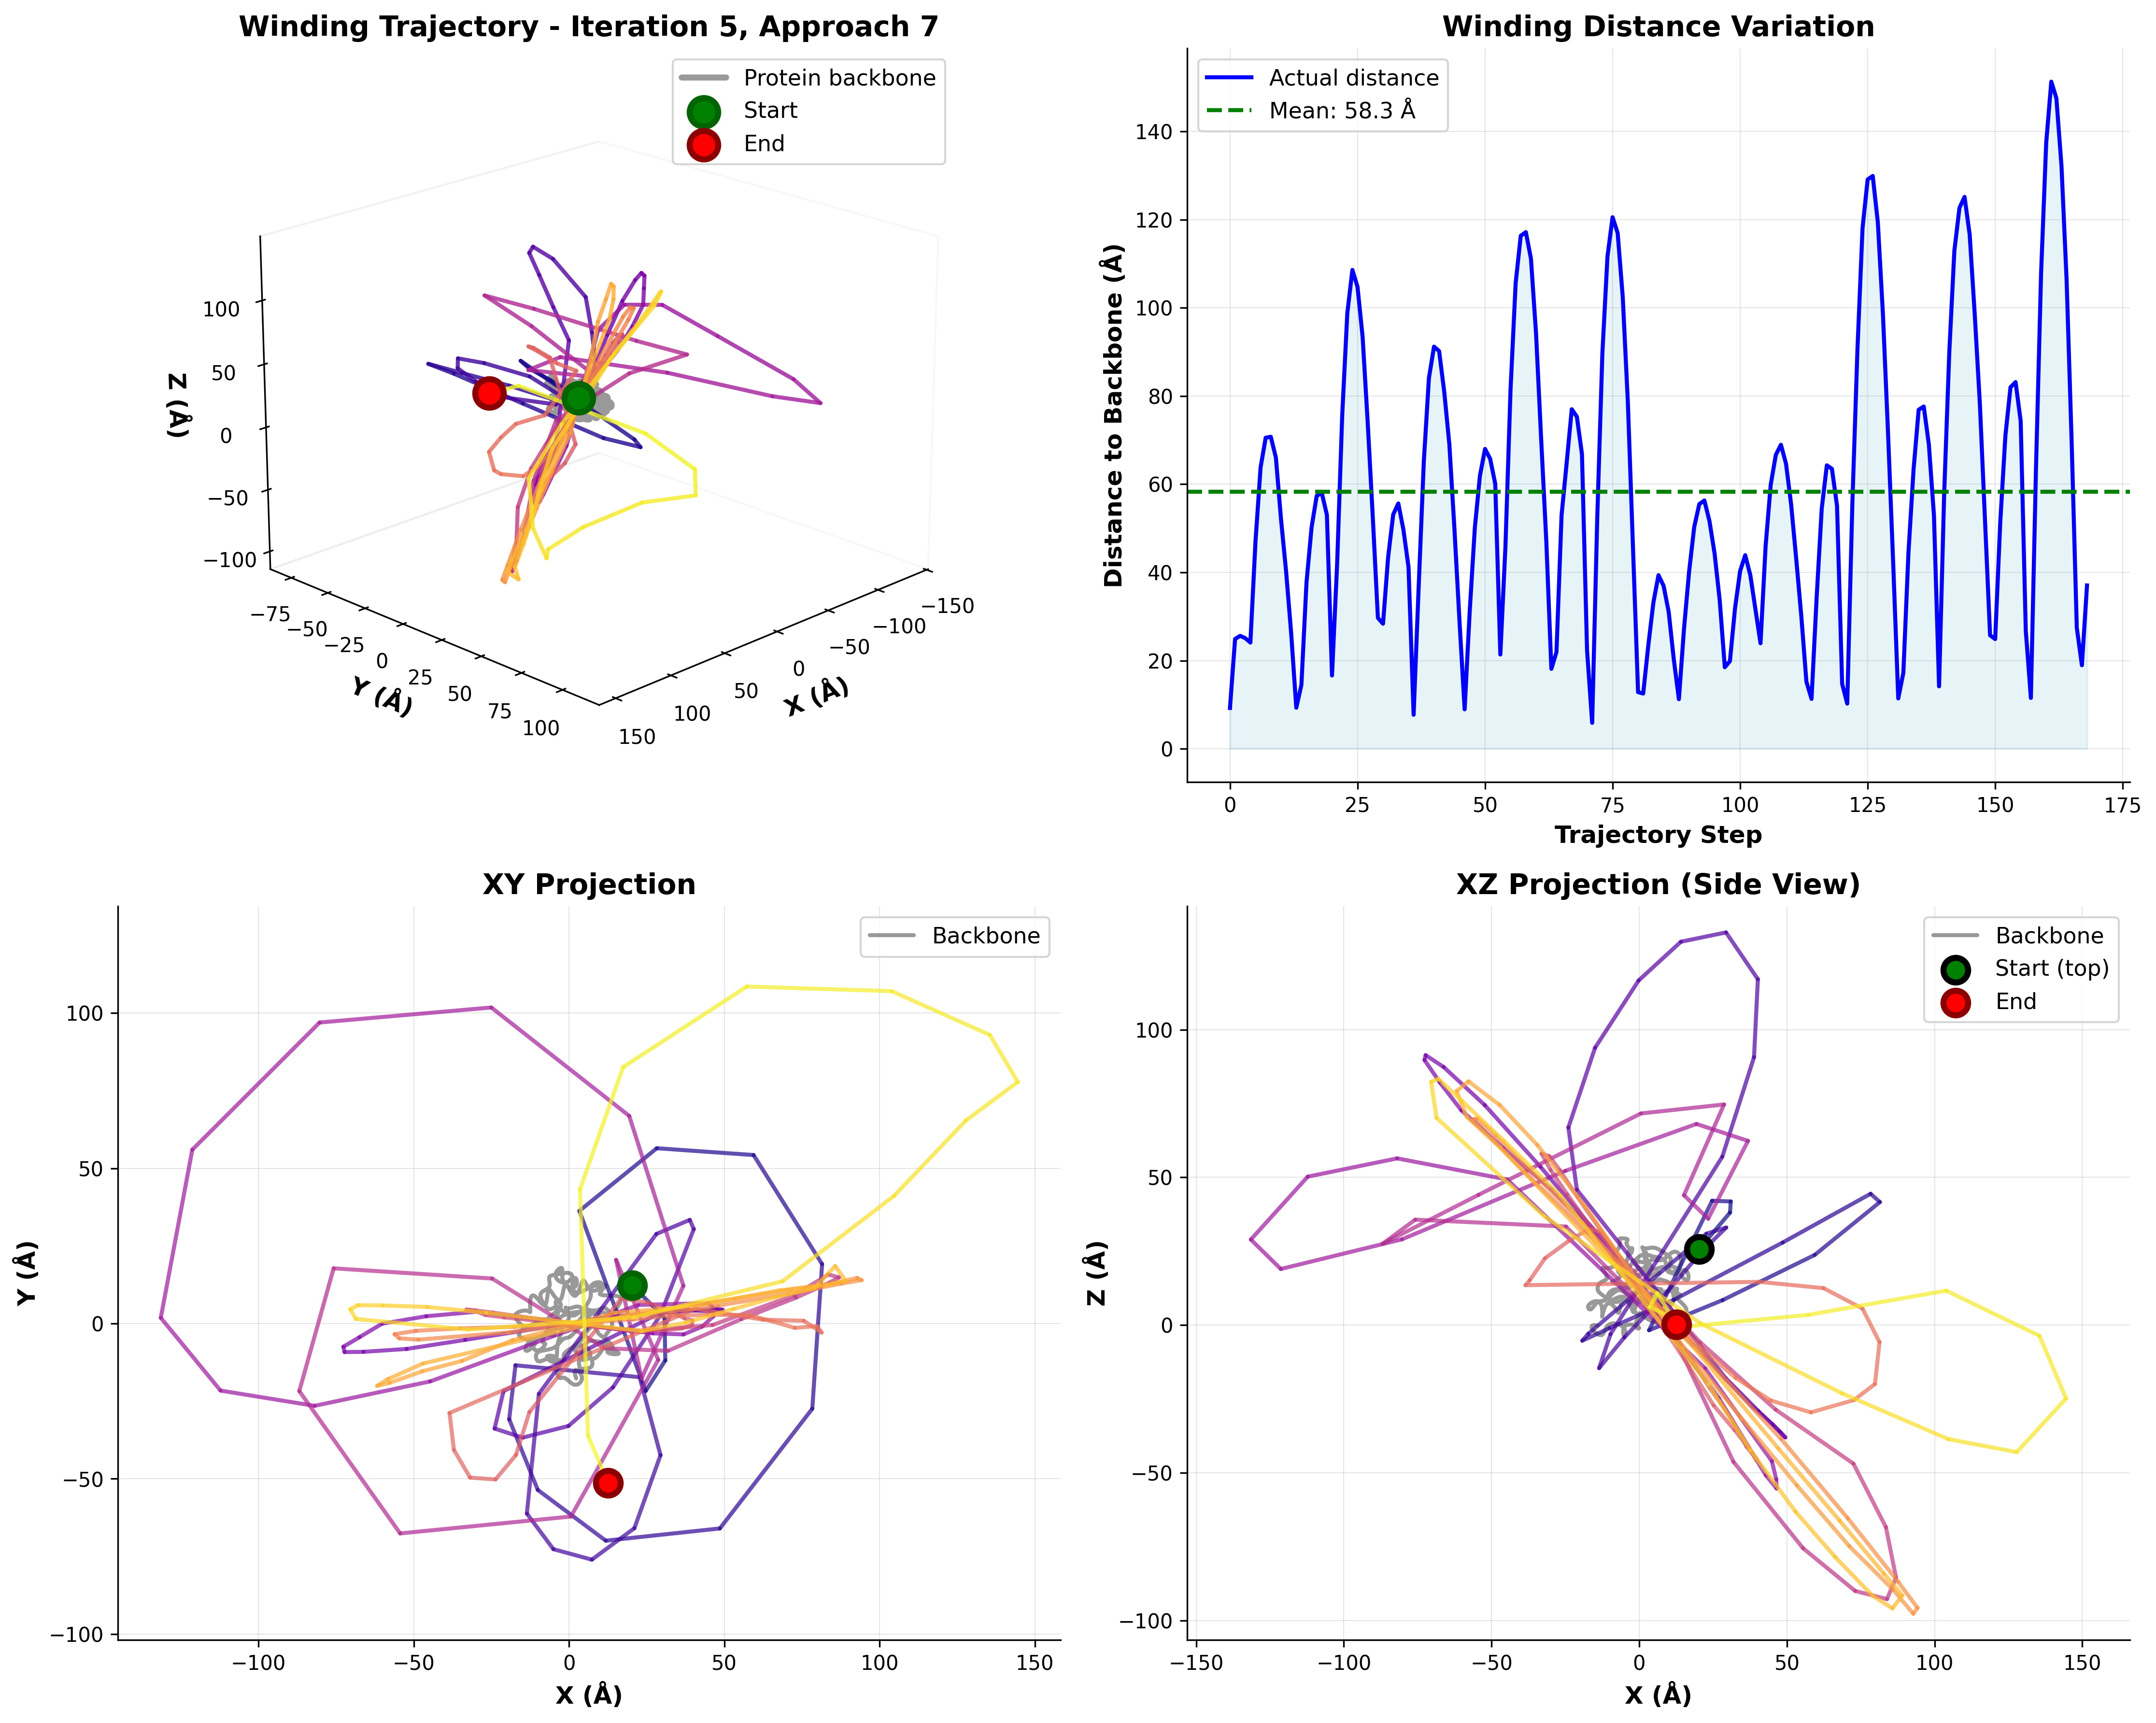 Winding Trajectory - Iteration 5, Approach 7
Protein backbone
Start
End
Z (Å)
100
50
0
−50
−100
−75
−50
−25
0
25
50
75
100
Y (Å)
−150
−100
−50
0
50
100
150
X (Å)
Winding Distance Variation
Actual distance
Mean: 58.3 Å
Distance to Backbone (Å)
140
120
100
80
60
40
20
0
0 25 50 75 100 125 150 175
Trajectory Step
XY Projection
Backbone
Y (Å)
100
50
0
−50
−100
−100 −50 0 50 100 150
X (Å)
XZ Projection (Side View)
Backbone
Start (top)
End
Z (Å)
100
50
0
−50
−100
−150 −100 −50 0 50 100 150
X (Å)